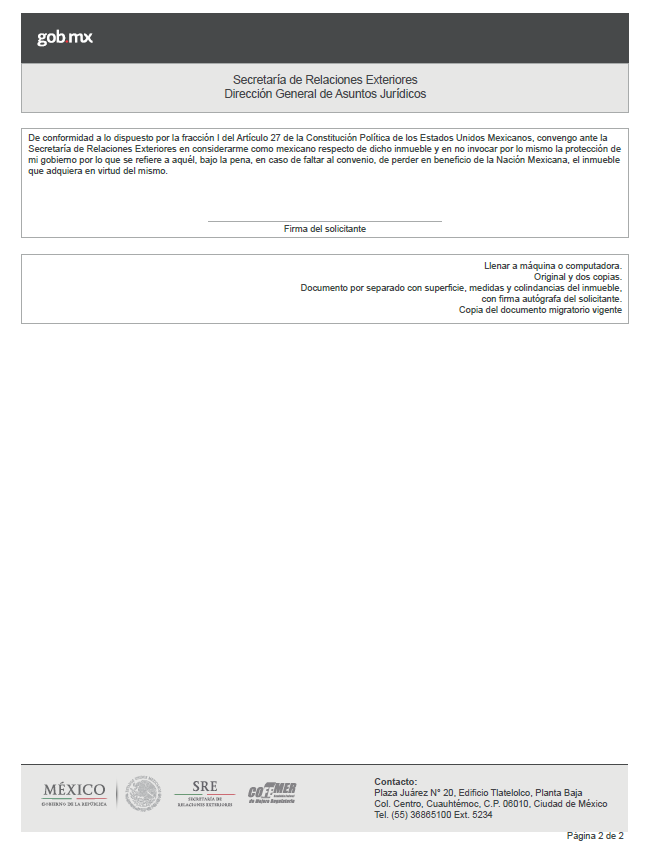 gob.mx
Secretaría de Relaciones Exteriores
Dirección General de Asuntos Jurídicos
De conformidad a lo dispuesto por la fracción I del Artículo 27 de la Constitución Política de los Estados Unidos Mexicanos, convengo ante la
Secretaría de Relaciones Exteriores en considerarme como mexicano respecto de dicho inmueble y en no invocar por lo mismo la protección de
mi gobierno por lo que se refiere a aquél, bajo la pena, en caso de faltar al convenio, de perder en beneficio de la Nación Mexicana, el inmueble
que adquiera en virtud del mismo.
Firma del solicitante
Llenar a máquina o computadora.
Original y dos copias.
Documento por separado con superficie, medidas y colindancias del inmueble,
con firma autógrafa del solicitante.
Copia del documento migratorio vigente
MÉXICO
GOBIERNO DE LA REPÚBLICA
SRE
SECRETARÍA DE
RELACIONES EXTERIORES
COFEMER
de Mejora Regulatoria
Contacto:
Plaza Juárez N° 20, Edificio Tlatelolco, Planta Baja
Col. Centro, Cuauhtémoc, C.P. 06010, Ciudad de México
Tel. (55) 36865100 Ext. 5234
Página 2 de 2